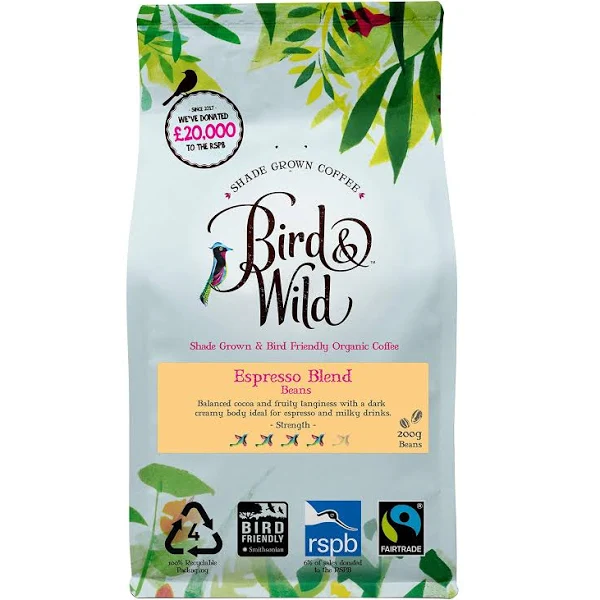 - SINCE 2017 -
WE'VE DONATED
£20,000
TO THE RSPB
SHADE GROWN COFFEE
Bird &
Wild
TM
Shade Grown & Bird Friendly Organic Coffee
Espresso Blend
Beans
Balanced cocoa and fruity tanginess with a dark
creamy body ideal for espresso and milky drinks.
- Strength -
200g
Beans
4
100% Recyclable
Packaging
BIRD
FRIENDLY
® Smithsonian
rspb
6% of sales donated
to the RSPB
FAIRTRADE